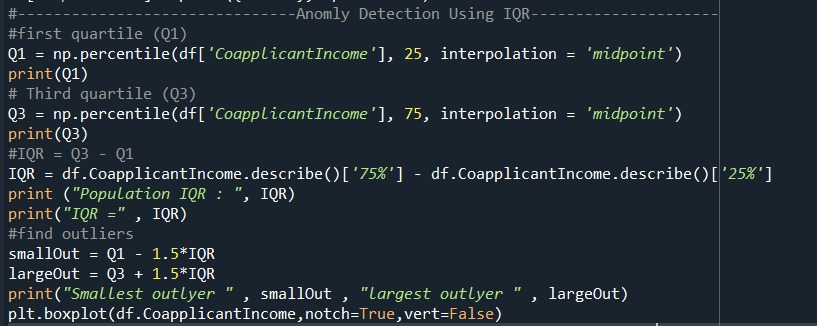 #-----------------------------Anomly Detection Using IQR--------------------
#first quartile (Q1)
Q1 = np.percentile(df['CoapplicantIncome'], 25, interpolation = 'midpoint')
print(Q1)
# Third quartile (Q3)
Q3 = np.percentile(df['CoapplicantIncome'], 75, interpolation = 'midpoint')
print(Q3)
#IQR = Q3 - Q1
IQR = df.CoapplicantIncome.describe()['75%'] - df.CoapplicantIncome.describe()['25%']
print ("Population IQR : ", IQR)
print("IQR =" , IQR)
#find outliers
smallOut = Q1 - 1.5*IQR
largeOut = Q3 + 1.5*IQR
print("Smallest outlyer " , smallOut , "largest outlyer " , largeOut)
plt.boxplot(df.CoapplicantIncome,notch=True,vert=False)